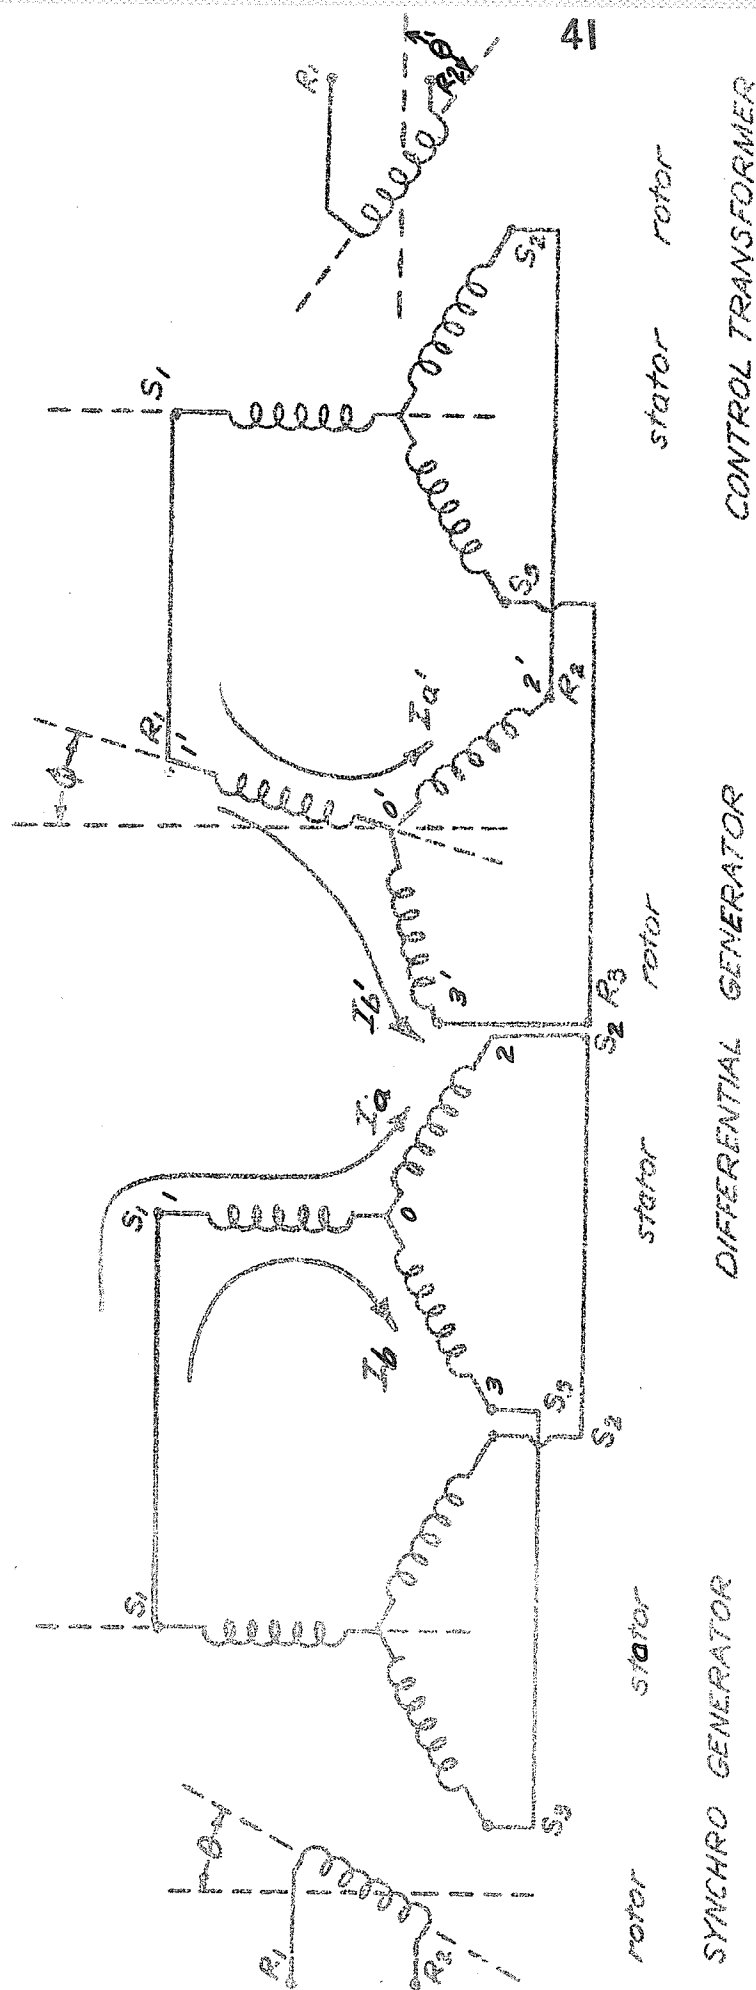 41
S1
S1
1
R1
1'
S1
R1
φ
θ
R1
R2
Ib
Ia
Ib'
Ia'
0
0'
θ'
R2
3
2
3'
2'
S3
S3
S2
S2
R3
R2
S3
S2
rotor
stator
stator
rotor
stator
rotor
SYNCHRO GENERATOR
DIFFERENTIAL GENERATOR
CONTROL TRANSFORMER